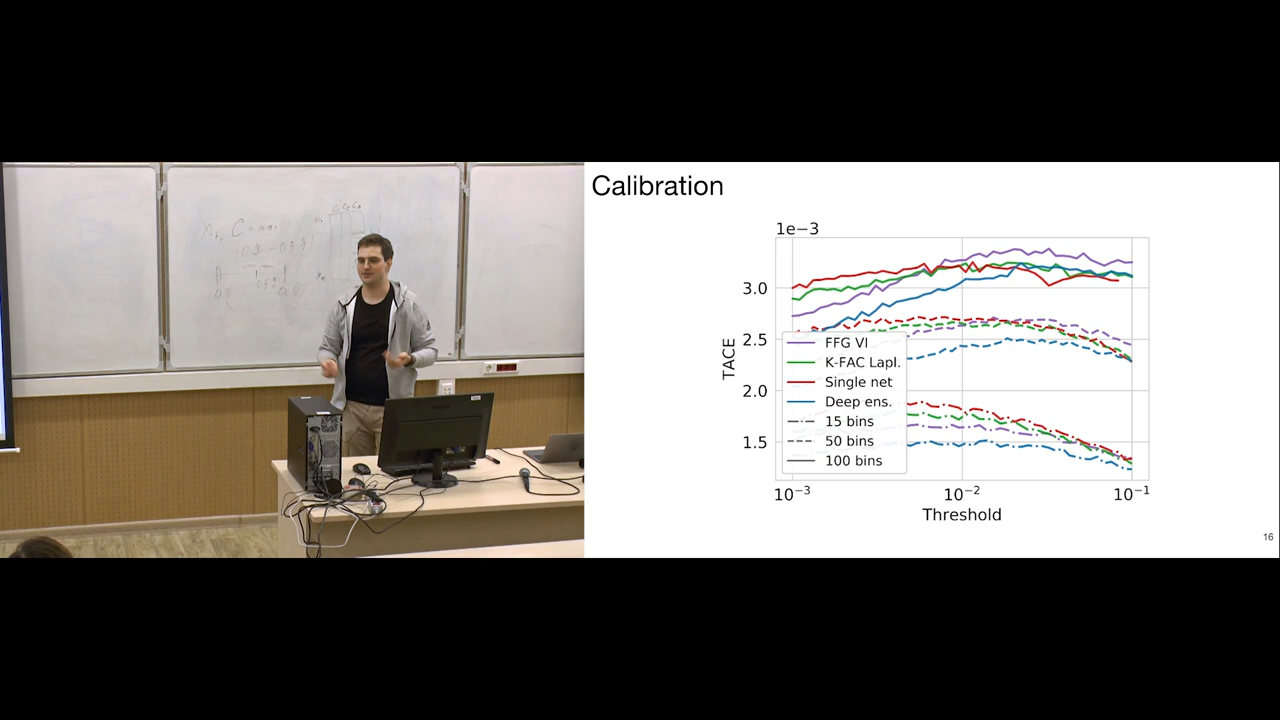 Calibration
1e−3
3.0
2.5
2.0
1.5
TACE
FFG VI
K-FAC Lapl.
Single net
Deep ens.
15 bins
50 bins
100 bins
10⁻³
10⁻²
10⁻¹
Threshold
16